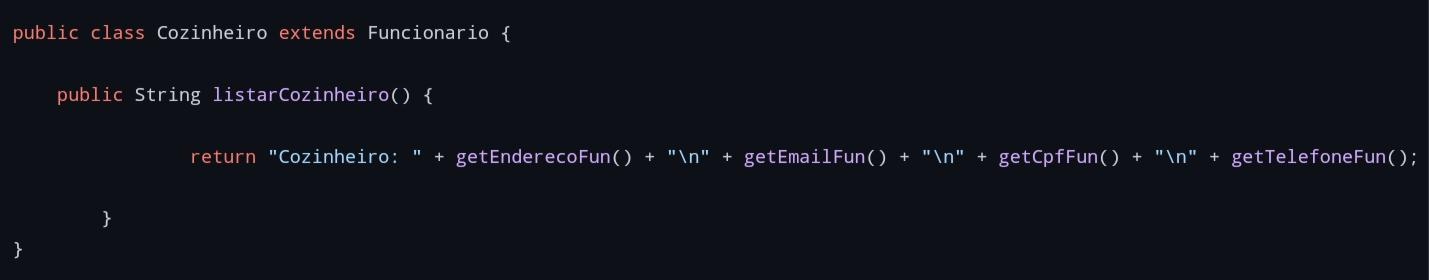 public class Cozinheiro extends Funcionario {
public String listarCozinheiro() {
return "Cozinheiro: " + getEnderecoFun() + "\n" + getEmailFun() + "\n" + getCpfFun() + "\n" + getTelefoneFun();
}
}